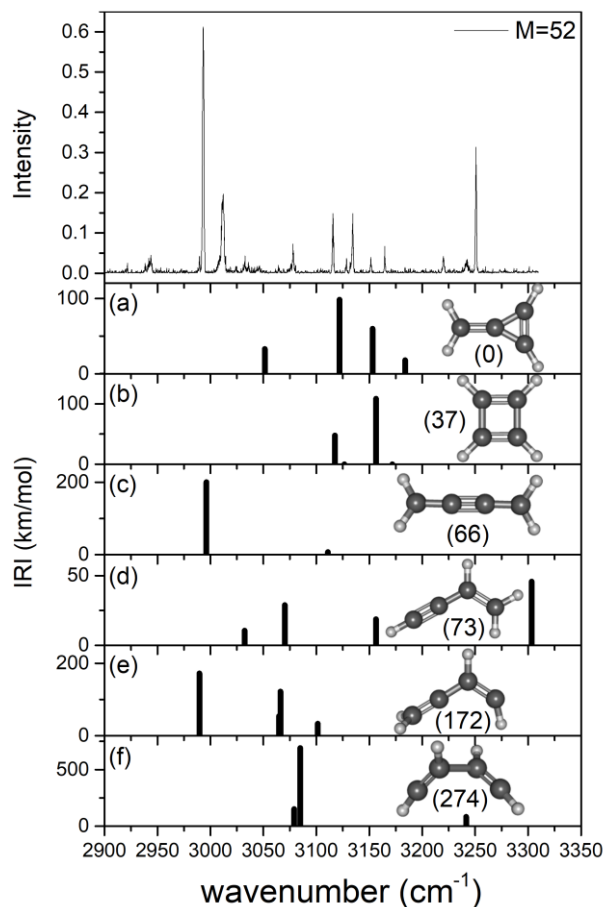 M=52
Intensity
0.6
0.5
0.4
0.3
0.2
0.1
0.0
(a)
100
0
(0)
(b)
100
0
(37)
(c)
200
0
(66)
(d)
50
25
0
(73)
(e)
200
0
(172)
(f)
500
0
(274)
IRI (km/mol)
2900 2950 3000 3050 3100 3150 3200 3250 3300 3350
wavenumber (cm⁻¹)